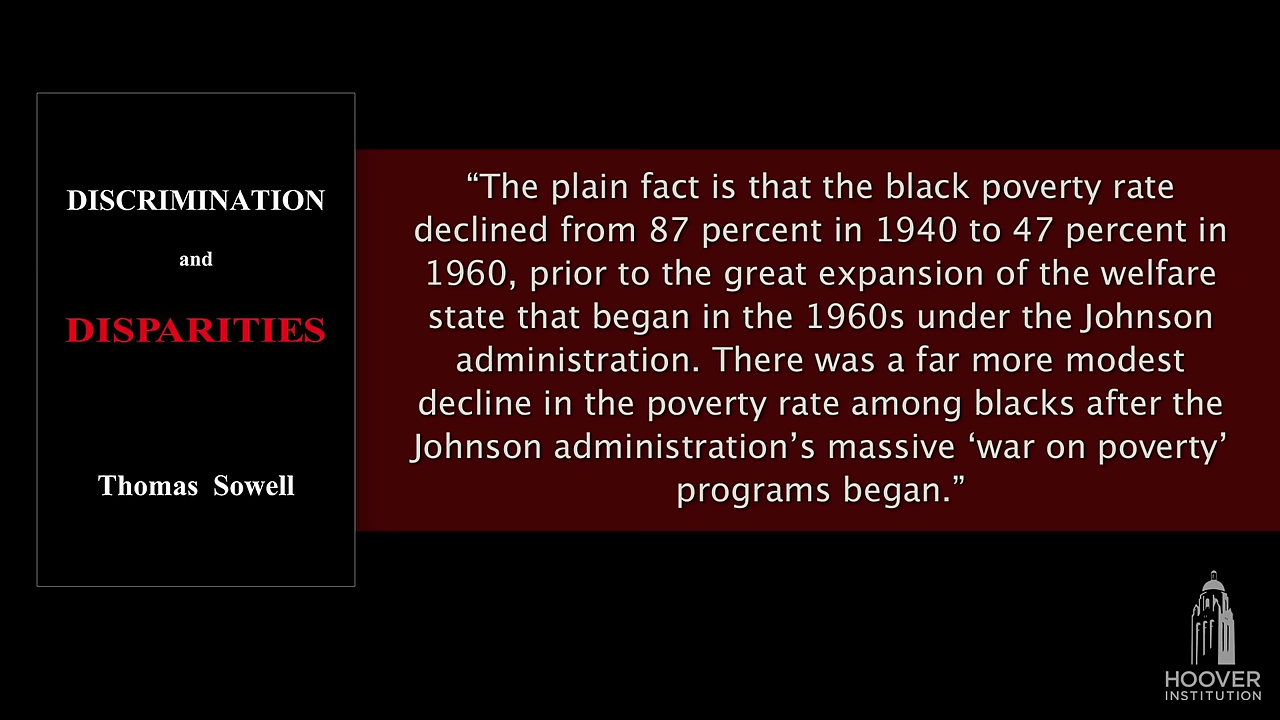 DISCRIMINATION
and
DISPARITIES
Thomas Sowell
“The plain fact is that the black poverty rate
declined from 87 percent in 1940 to 47 percent in
1960, prior to the great expansion of the welfare
state that began in the 1960s under the Johnson
administration. There was a far more modest
decline in the poverty rate among blacks after the
Johnson administration’s massive ‘war on poverty’
programs began.”
HOOVER
INSTITUTION